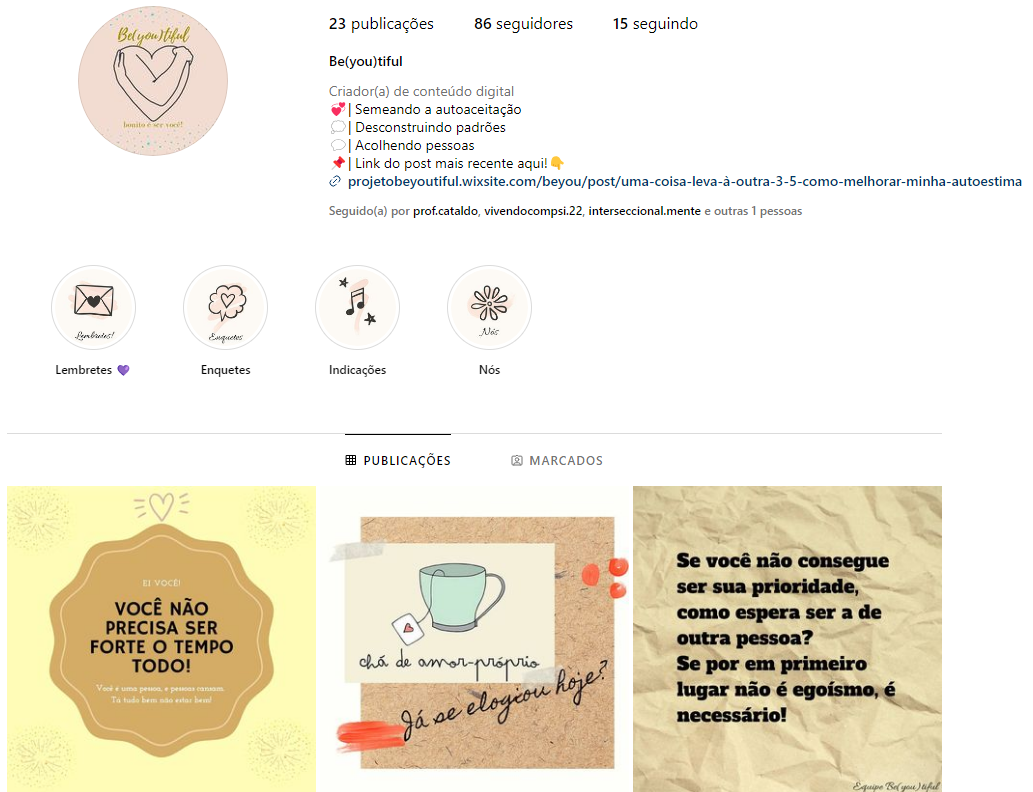 Be(you)tiful
bonito é ser você!
23 publicações 86 seguidores 15 seguindo
Be(you)tiful
Criador(a) de conteúdo digital
💞| Semeando a autoaceitação
💭| Desconstruindo padrões
💬| Acolhendo pessoas
📌| Link do post mais recente aqui!👇
projetobeyoutiful.wixsite.com/beyou/post/uma-coisa-leva-à-outra-3-5-como-melhorar-minha-autoestima
Seguido(a) por prof.cataldo, vivendocompsi.22, interseccional.mente e outras 1 pessoas
Lembretes!
Enquetes
Nós
Lembretes 💜
Enquetes
Indicações
Nós
PUBLICAÇÕES
MARCADOS
EI VOCÊ!
VOCÊ NÃO
PRECISA SER
FORTE O TEMPO
TODO!
Você é uma pessoa, e pessoas cansam.
Tá tudo bem não estar bem!
chá de amor-próprio
Já se elogiou hoje?
Se você não consegue
ser sua prioridade,
como espera ser a de
outra pessoa?
Se por em primeiro
lugar não é egoísmo, é
necessário!
Equipe Be(you)tiful